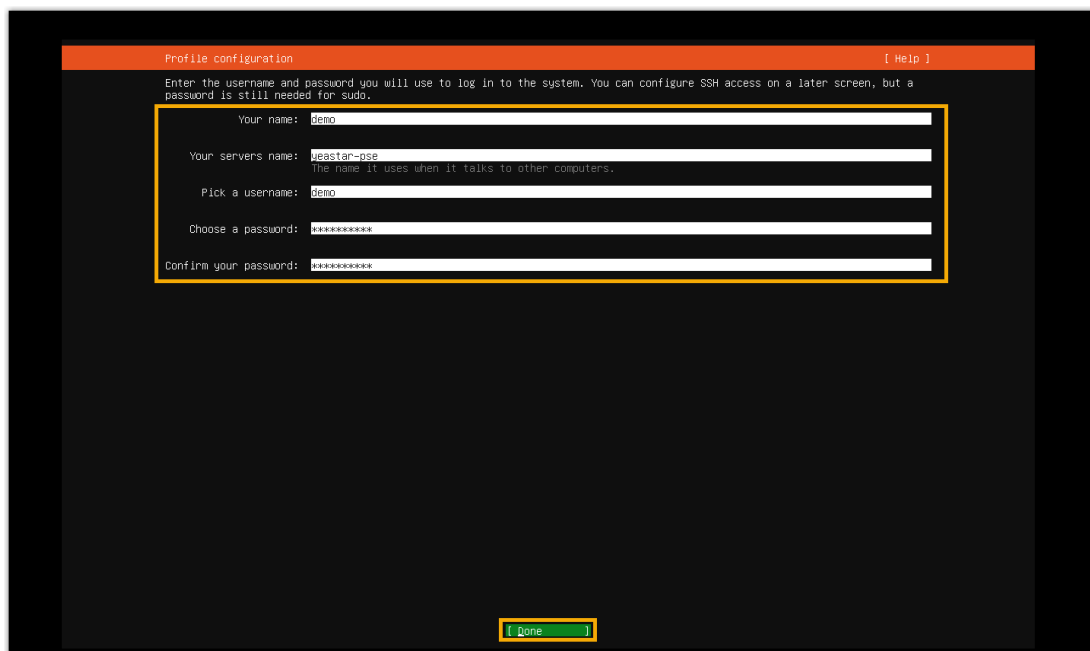 Profile configuration [ Help ]
Enter the username and password you will use to log in to the system. You can configure SSH access on a later screen, but a
password is still needed for sudo.
Your name: demo
Your servers name: yeastar-pse
The name it uses when it talks to other computers.
Pick a username: demo
Choose a password: **********
Confirm your password: **********
[ Done ]